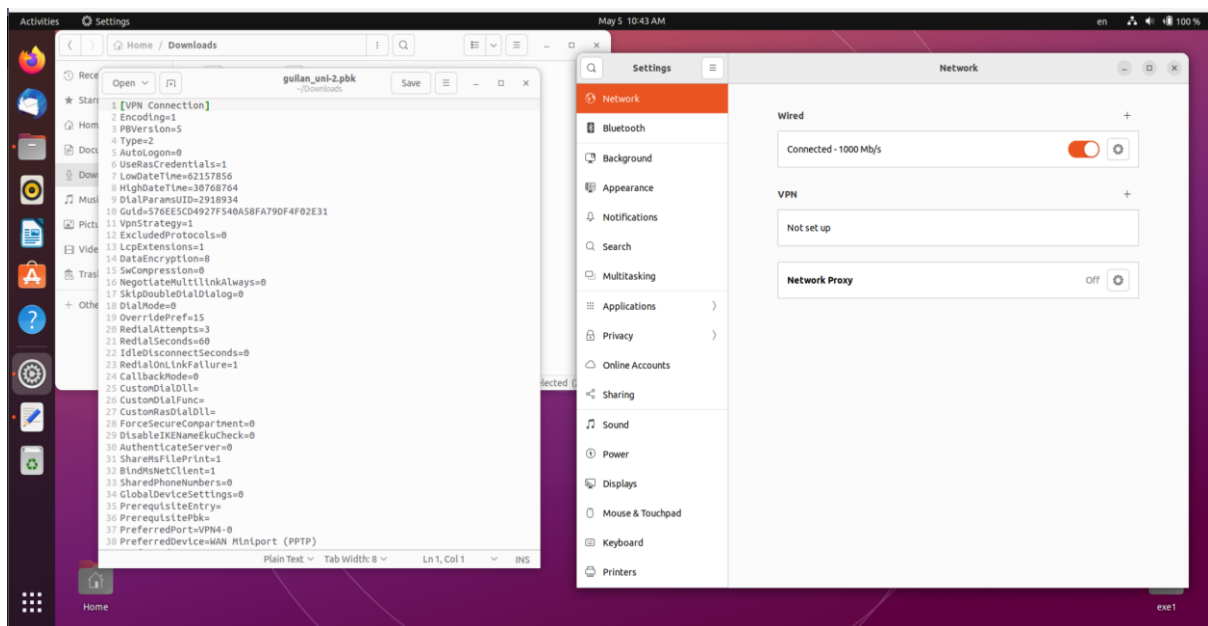 Activities
Settings
May 5 10:43 AM
en
100 %
Home / Downloads
Rece
Star
Hom
Docu
Dow
Musi
Pictu
Vide
Tras
+ Othe
elected (
Open
guilan_uni-2.pbk
~/Downloads
Save
1 [VPN Connection]
2 Encoding=1
3 PBVersion=5
4 Type=2
5 AutoLogon=0
6 UseRasCredentials=1
7 LowDateTime=62157856
8 HighDateTime=30768764
9 DialParamsUID=2918934
10 Guid=576EE5CD4927F540A58FA79DF4F02E31
11 VpnStrategy=1
12 ExcludedProtocols=0
13 LcpExtensions=1
14 DataEncryption=8
15 SwCompression=0
16 NegotiateMultilinkAlways=0
17 SkipDoubleDialDialog=0
18 DialMode=0
19 OverridePref=15
20 RedialAttempts=3
21 RedialSeconds=60
22 IdleDisconnectSeconds=0
23 RedialOnLinkFailure=1
24 CallbackMode=0
25 CustomDialDll=
26 CustomDialFunc=
27 CustomRasDialDll=
28 ForceSecureCompartment=0
29 DisableIKENameEkuCheck=0
30 AuthenticateServer=0
31 ShareMsFilePrint=1
32 BindMsNetClient=1
33 SharedPhoneNumbers=0
34 GlobalDeviceSettings=0
35 PrerequisiteEntry=
36 PrerequisitePbk=
37 PreferredPort=VPN4-0
38 PreferredDevice=WAN Miniport (PPTP)
Plain Text
Tab Width: 8
Ln 1, Col 1
INS
Settings
Network
Bluetooth
Background
Appearance
Notifications
Search
Multitasking
Applications
Privacy
Online Accounts
Sharing
Sound
Power
Displays
Mouse & Touchpad
Keyboard
Printers
Network
Wired
Connected - 1000 Mb/s
VPN
Not set up
Network Proxy
Off
Home
exe1